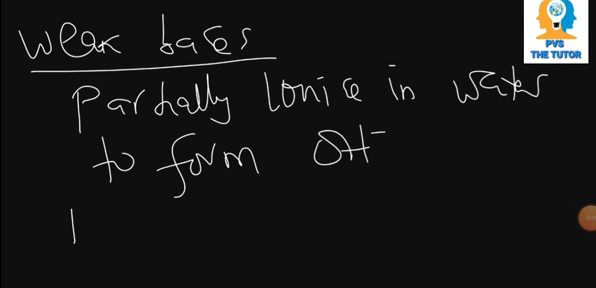 weak bases
partially Ionise in water
to form OH⁻
PVS
THE TUTOR